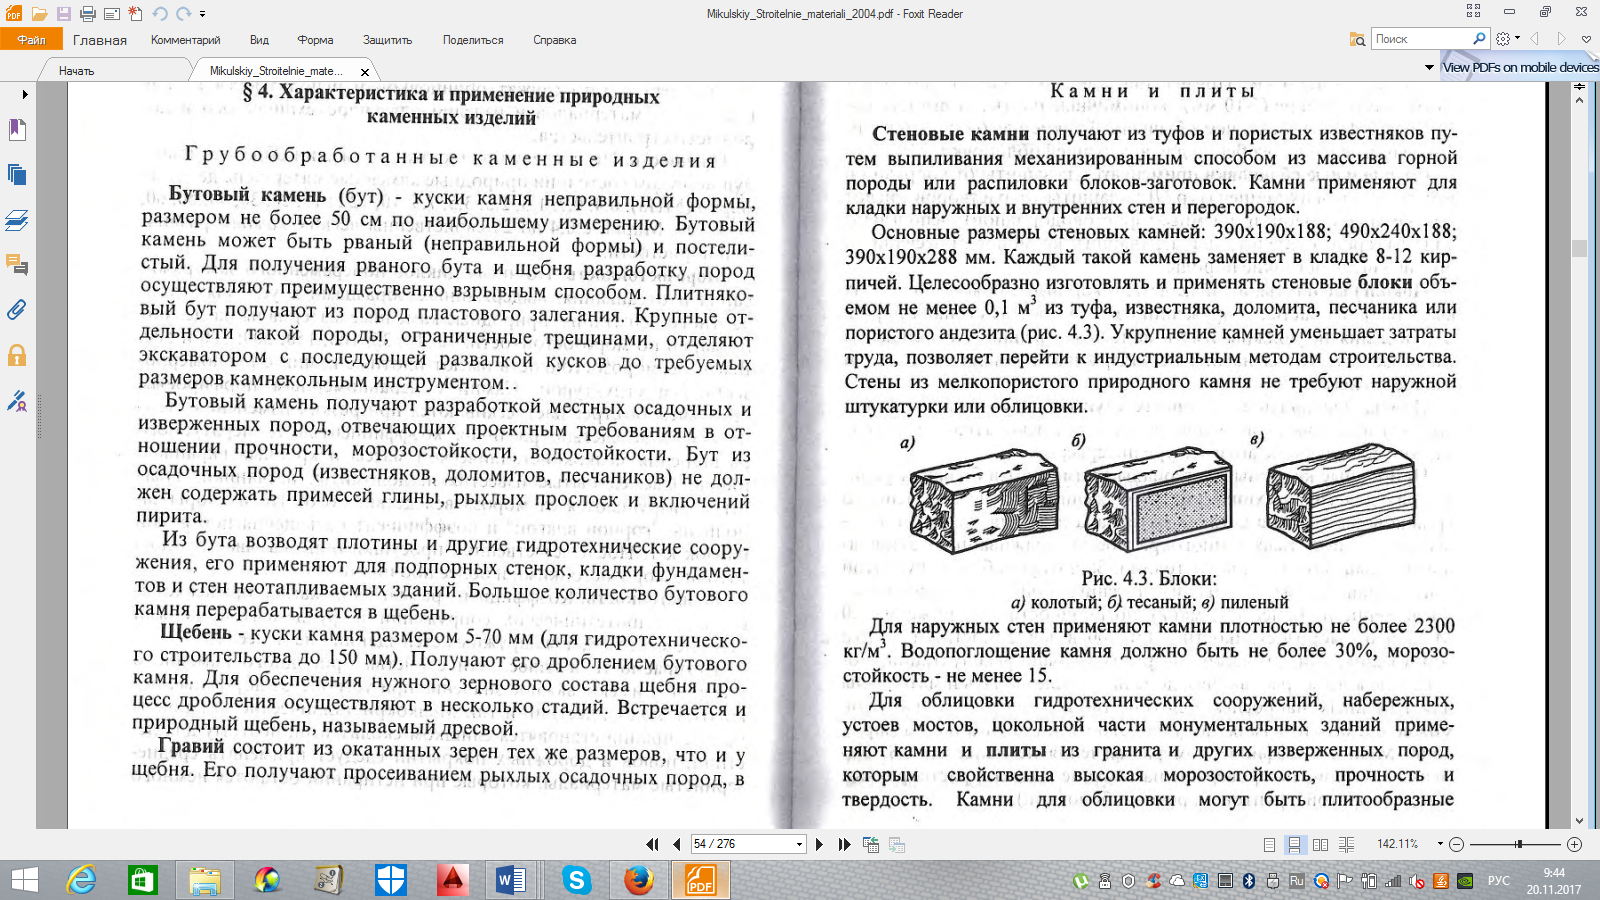 Mikulskiy_Stroitelnie_materiali_2004.pdf - Foxit Reader
Файл Главная Комментарий Вид Форма Защитить Поделиться Справка
Поиск
Начать
Mikulskiy_Stroitelnie_mate...
View PDFs on mobile devices
§ 4. Характеристика и применение природных
каменных изделий
Грубообработанные каменные изделия
Бутовый камень (бут) - куски камня неправильной формы,
размером не более 50 см по наибольшему измерению. Бутовый
камень может быть рваный (неправильной формы) и постели-
стый. Для получения рваного бута и щебня разработку пород
осуществляют преимущественно взрывным способом. Плитняко-
вый бут получают из пород пластового залегания. Крупные от-
дельности такой породы, ограниченные трещинами, отделяют
экскаватором с последующей развалкой кусков до требуемых
размеров камнекольным инструментом..
Бутовый камень получают разработкой местных осадочных и
изверженных пород, отвечающих проектным требованиям в от-
ношении прочности, морозостойкости, водостойкости. Бут из
осадочных пород (известняков, доломитов, песчаников) не дол-
жен содержать примесей глины, рыхлых прослоек и включений
пирита.
Из бута возводят плотины и другие гидротехнические соору-
жения, его применяют для подпорных стенок, кладки фундамен-
тов и стен неотапливаемых зданий. Большое количество бутового
камня перерабатывается в щебень.
Щебень - куски камня размером 5-70 мм (для гидротехническо-
го строительства до 150 мм). Получают его дроблением бутового
камня. Для обеспечения нужного зернового состава щебня про-
цесс дробления осуществляют в несколько стадий. Встречается и
природный щебень, называемый дресвой.
Гравий состоит из окатанных зерен тех же размеров, что и у
щебня. Его получают просеиванием рыхлых осадочных пород, в
Камни и плиты
Стеновые камни получают из туфов и пористых известняков пу-
тем выпиливания механизированным способом из массива горной
породы или распиловки блоков-заготовок. Камни применяют для
кладки наружных и внутренних стен и перегородок.
Основные размеры стеновых камней: 390х190х188; 490х240х188;
390х190х288 мм. Каждый такой камень заменяет в кладке 8-12 кир-
пичей. Целесообразно изготовлять и применять стеновые блоки объ-
емом не менее 0,1 м³ из туфа, известняка, доломита, песчаника или
пористого андезита (рис. 4.3). Укрупнение камней уменьшает затраты
труда, позволяет перейти к индустриальным методам строительства.
Стены из мелкопористого природного камня не требуют наружной
штукатурки или облицовки.
а) б) в)
Рис. 4.3. Блоки:
а) колотый; б) тесаный; в) пиленый
Для наружных стен применяют камни плотностью не более 2300
кг/м³. Водопоглощение камня должно быть не более 30%, морозо-
стойкость - не менее 15.
Для облицовки гидротехнических сооружений, набережных,
устоев мостов, цокольной части монументальных зданий приме-
няют камни и плиты из гранита и других изверженных пород,
которым свойственна высокая морозостойкость, прочность и
твердость. Камни для облицовки могут быть плитообразные
54 / 276
142.11%
Ru
РУС
9:44
20.11.2017